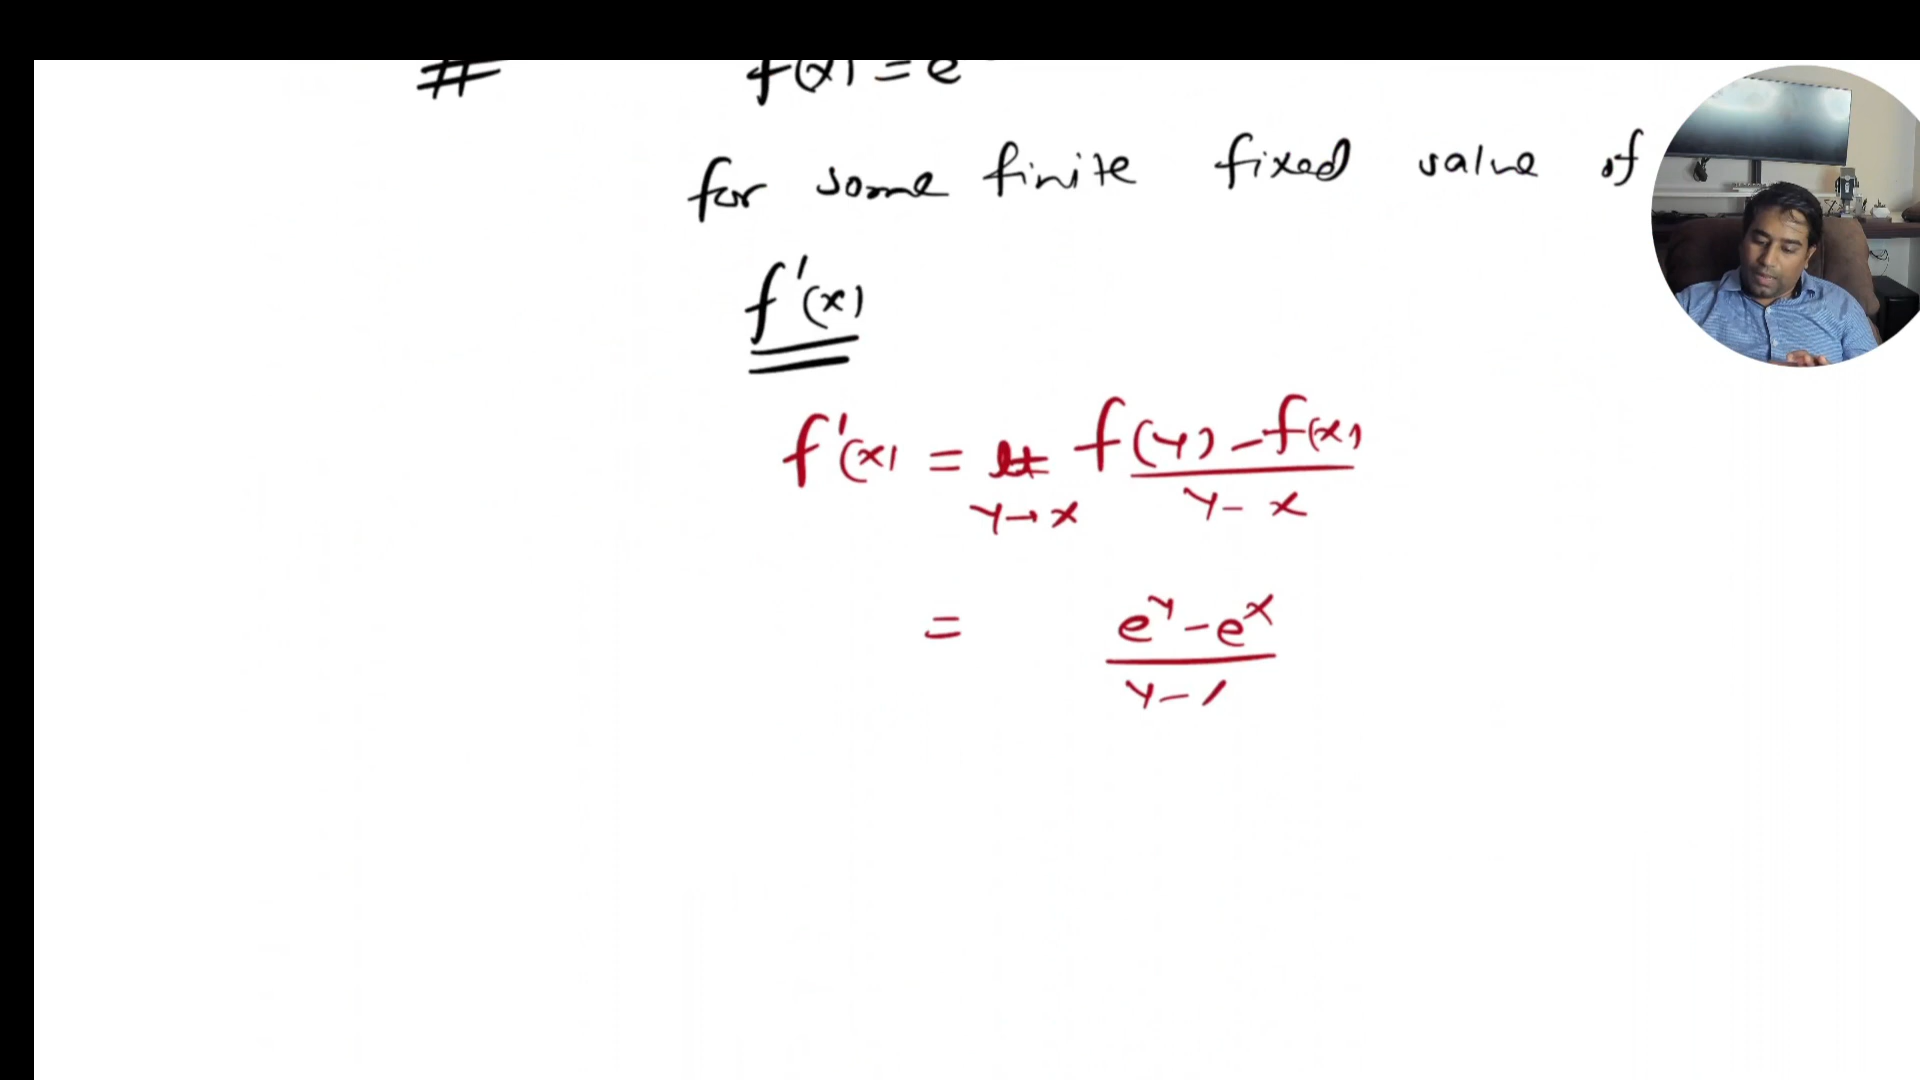 # f(x) = e
for some finite fixed value of
f'(x)
f'(x) = lt f(y) - f(x)
y→x y - x
= e^y - e^x
y -